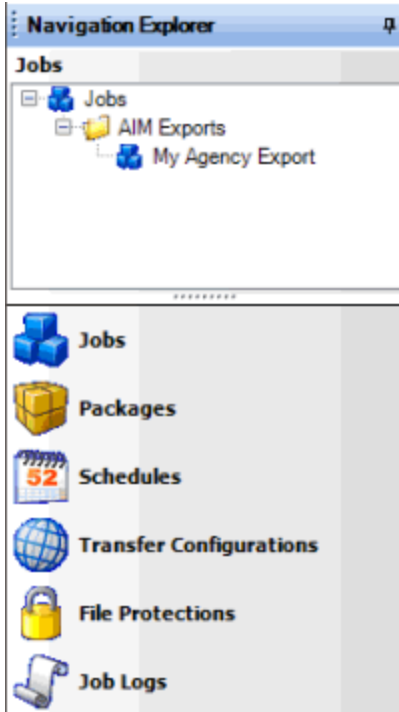 Navigation Explorer
Jobs
Jobs
AIM Exports
My Agency Export
Jobs
Packages
52
Schedules
Transfer Configurations
File Protections
Job Logs